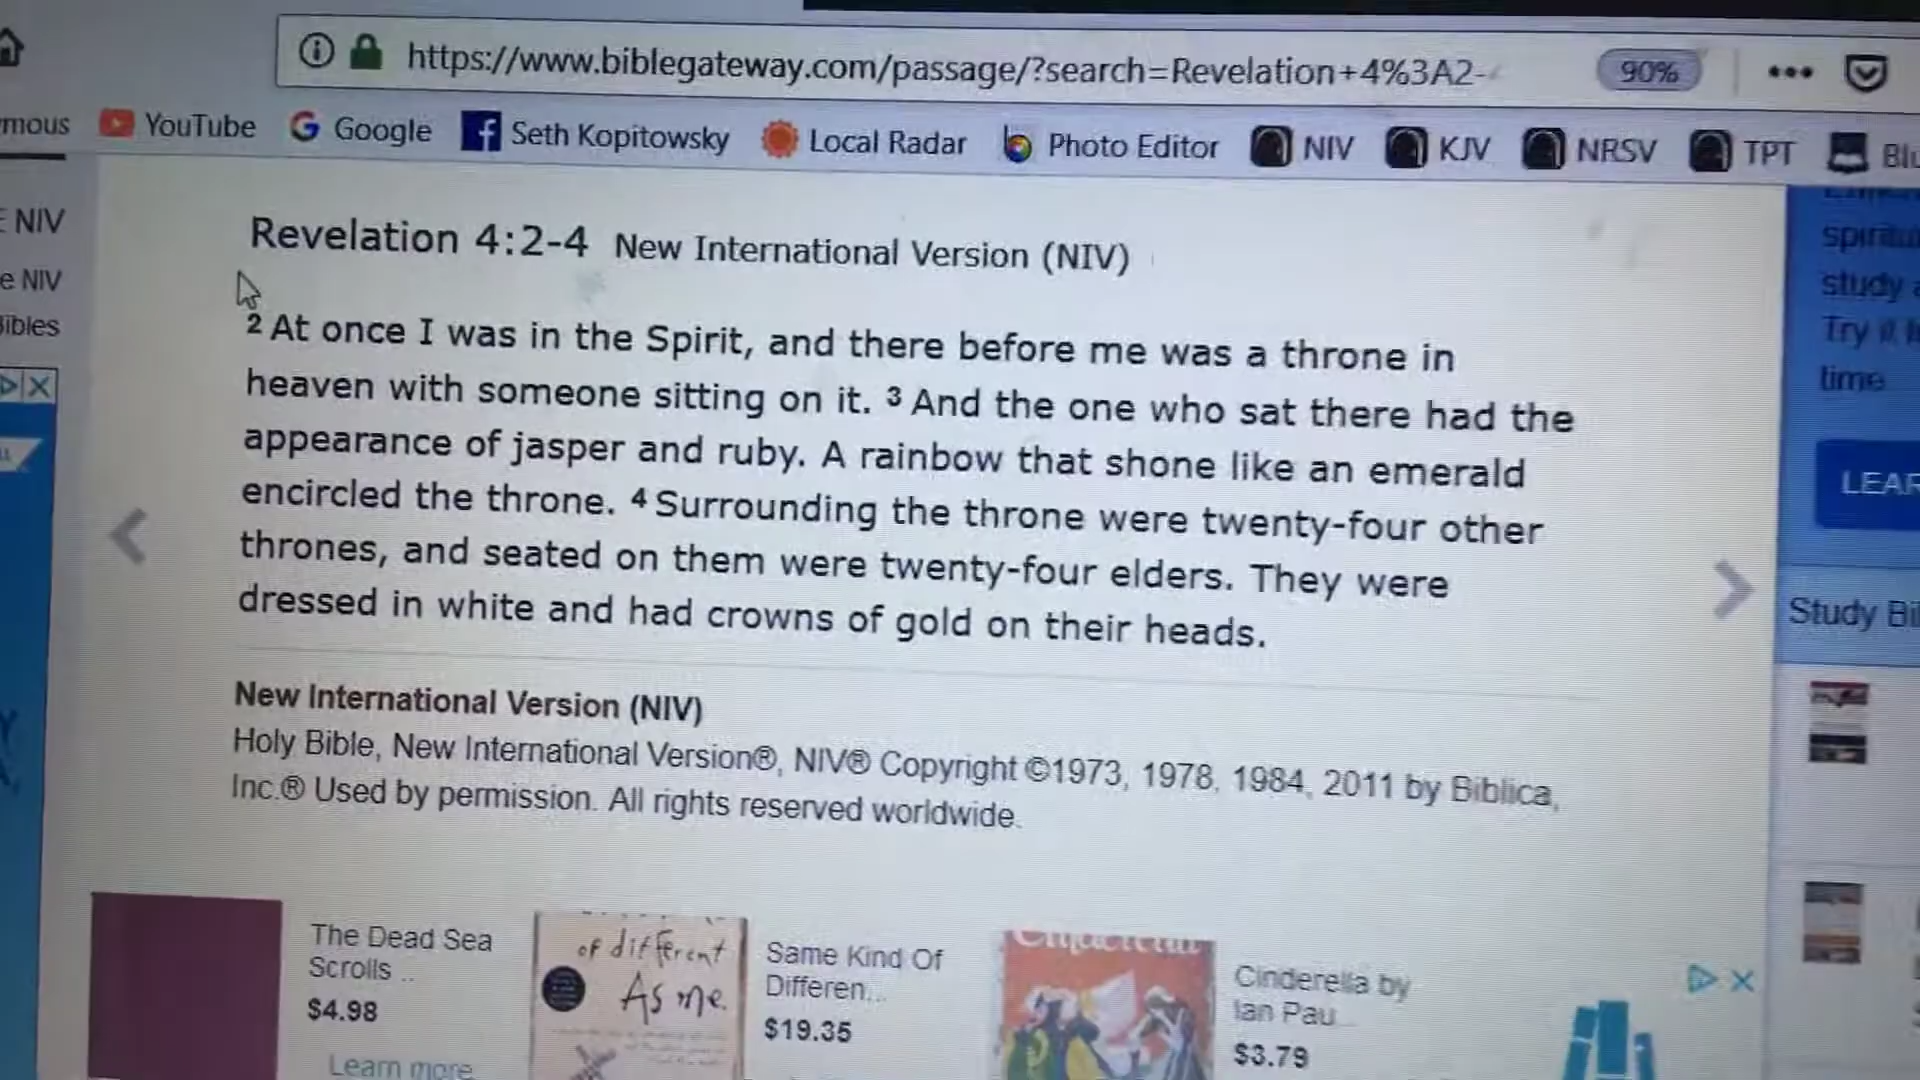 https://www.biblegateway.com/passage/?search=Revelation+4%3A2-
90%
mous YouTube Google Seth Kopitowsky Local Radar Photo Editor NIV KJV NRSV TPT Blu
NIV
e NIV
Bibles
Revelation 4:2-4 New International Version (NIV)
2 At once I was in the Spirit, and there before me was a throne in
heaven with someone sitting on it. 3 And the one who sat there had the
appearance of jasper and ruby. A rainbow that shone like an emerald
encircled the throne. 4 Surrounding the throne were twenty-four other
thrones, and seated on them were twenty-four elders. They were
dressed in white and had crowns of gold on their heads.
New International Version (NIV)
Holy Bible, New International Version®, NIV® Copyright ©1973, 1978, 1984, 2011 by Biblica,
Inc.® Used by permission. All rights reserved worldwide.
spiritu
study a
Try it
time
LEAR
Study Bi
The Dead Sea
Scrolls ..
$4.98
Learn more
of different
As me.
Same Kind Of
Differen...
$19.35
Cinderella by
Ian Pau...
$3.79